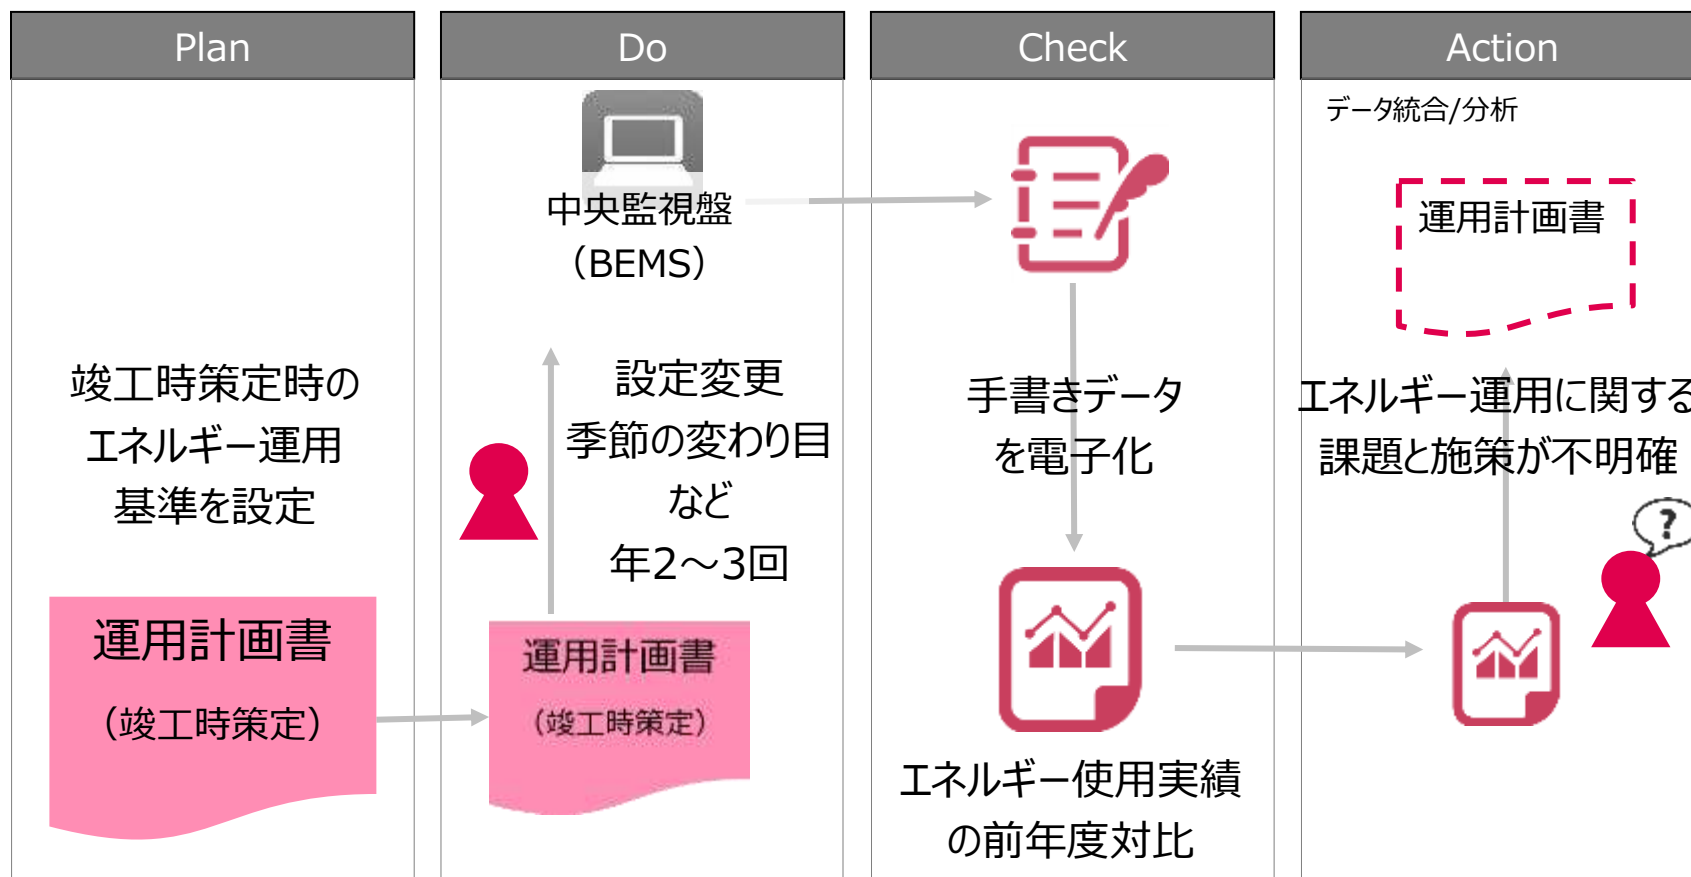 Plan
竣工時策定時の
エネルギー運用
基準を設定
運用計画書
（竣工時策定）
Do
中央監視盤
（BEMS）
設定変更
季節の変わり目
など
年2～3回
運用計画書
（竣工時策定）
Check
手書きデータ
を電子化
エネルギー使用実績
の前年度対比
Action
データ統合/分析
運用計画書
エネルギー運用に関する
課題と施策が不明確
?